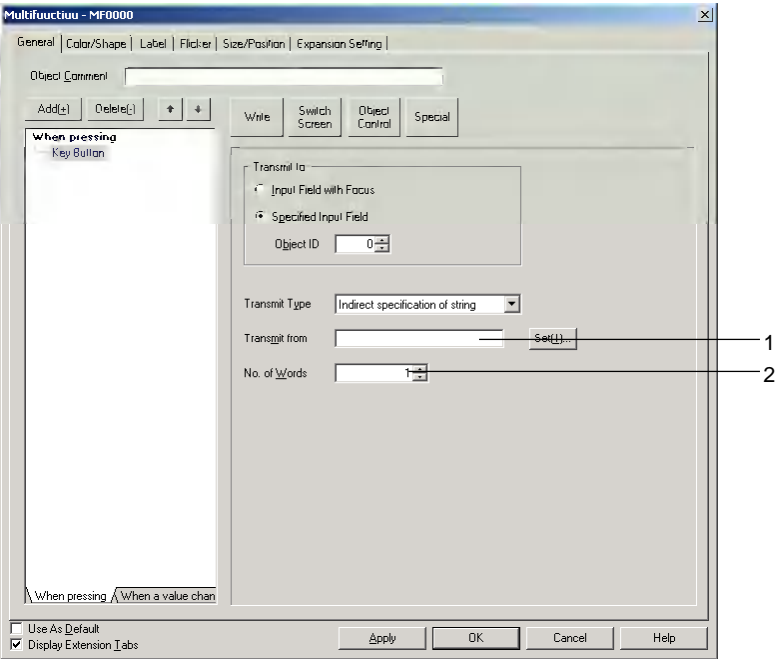 Multifuuctiuu - MF0000
General Color/Shape Label Flicker Size/Position Expansion Setting
Object Comment
Add(+) Delete(-)
Write Switch Screen Object Control Special
When pressing
Key Button
Transmit to
Input Field with Focus
Specified Input Field
Object ID 0
Transmit Type Indirect specification of string
Transmit from Set(I)... 1
No. of Words 1 2
When pressing When a value chan
Use As Default
Display Extension Tabs
Apply OK Cancel Help